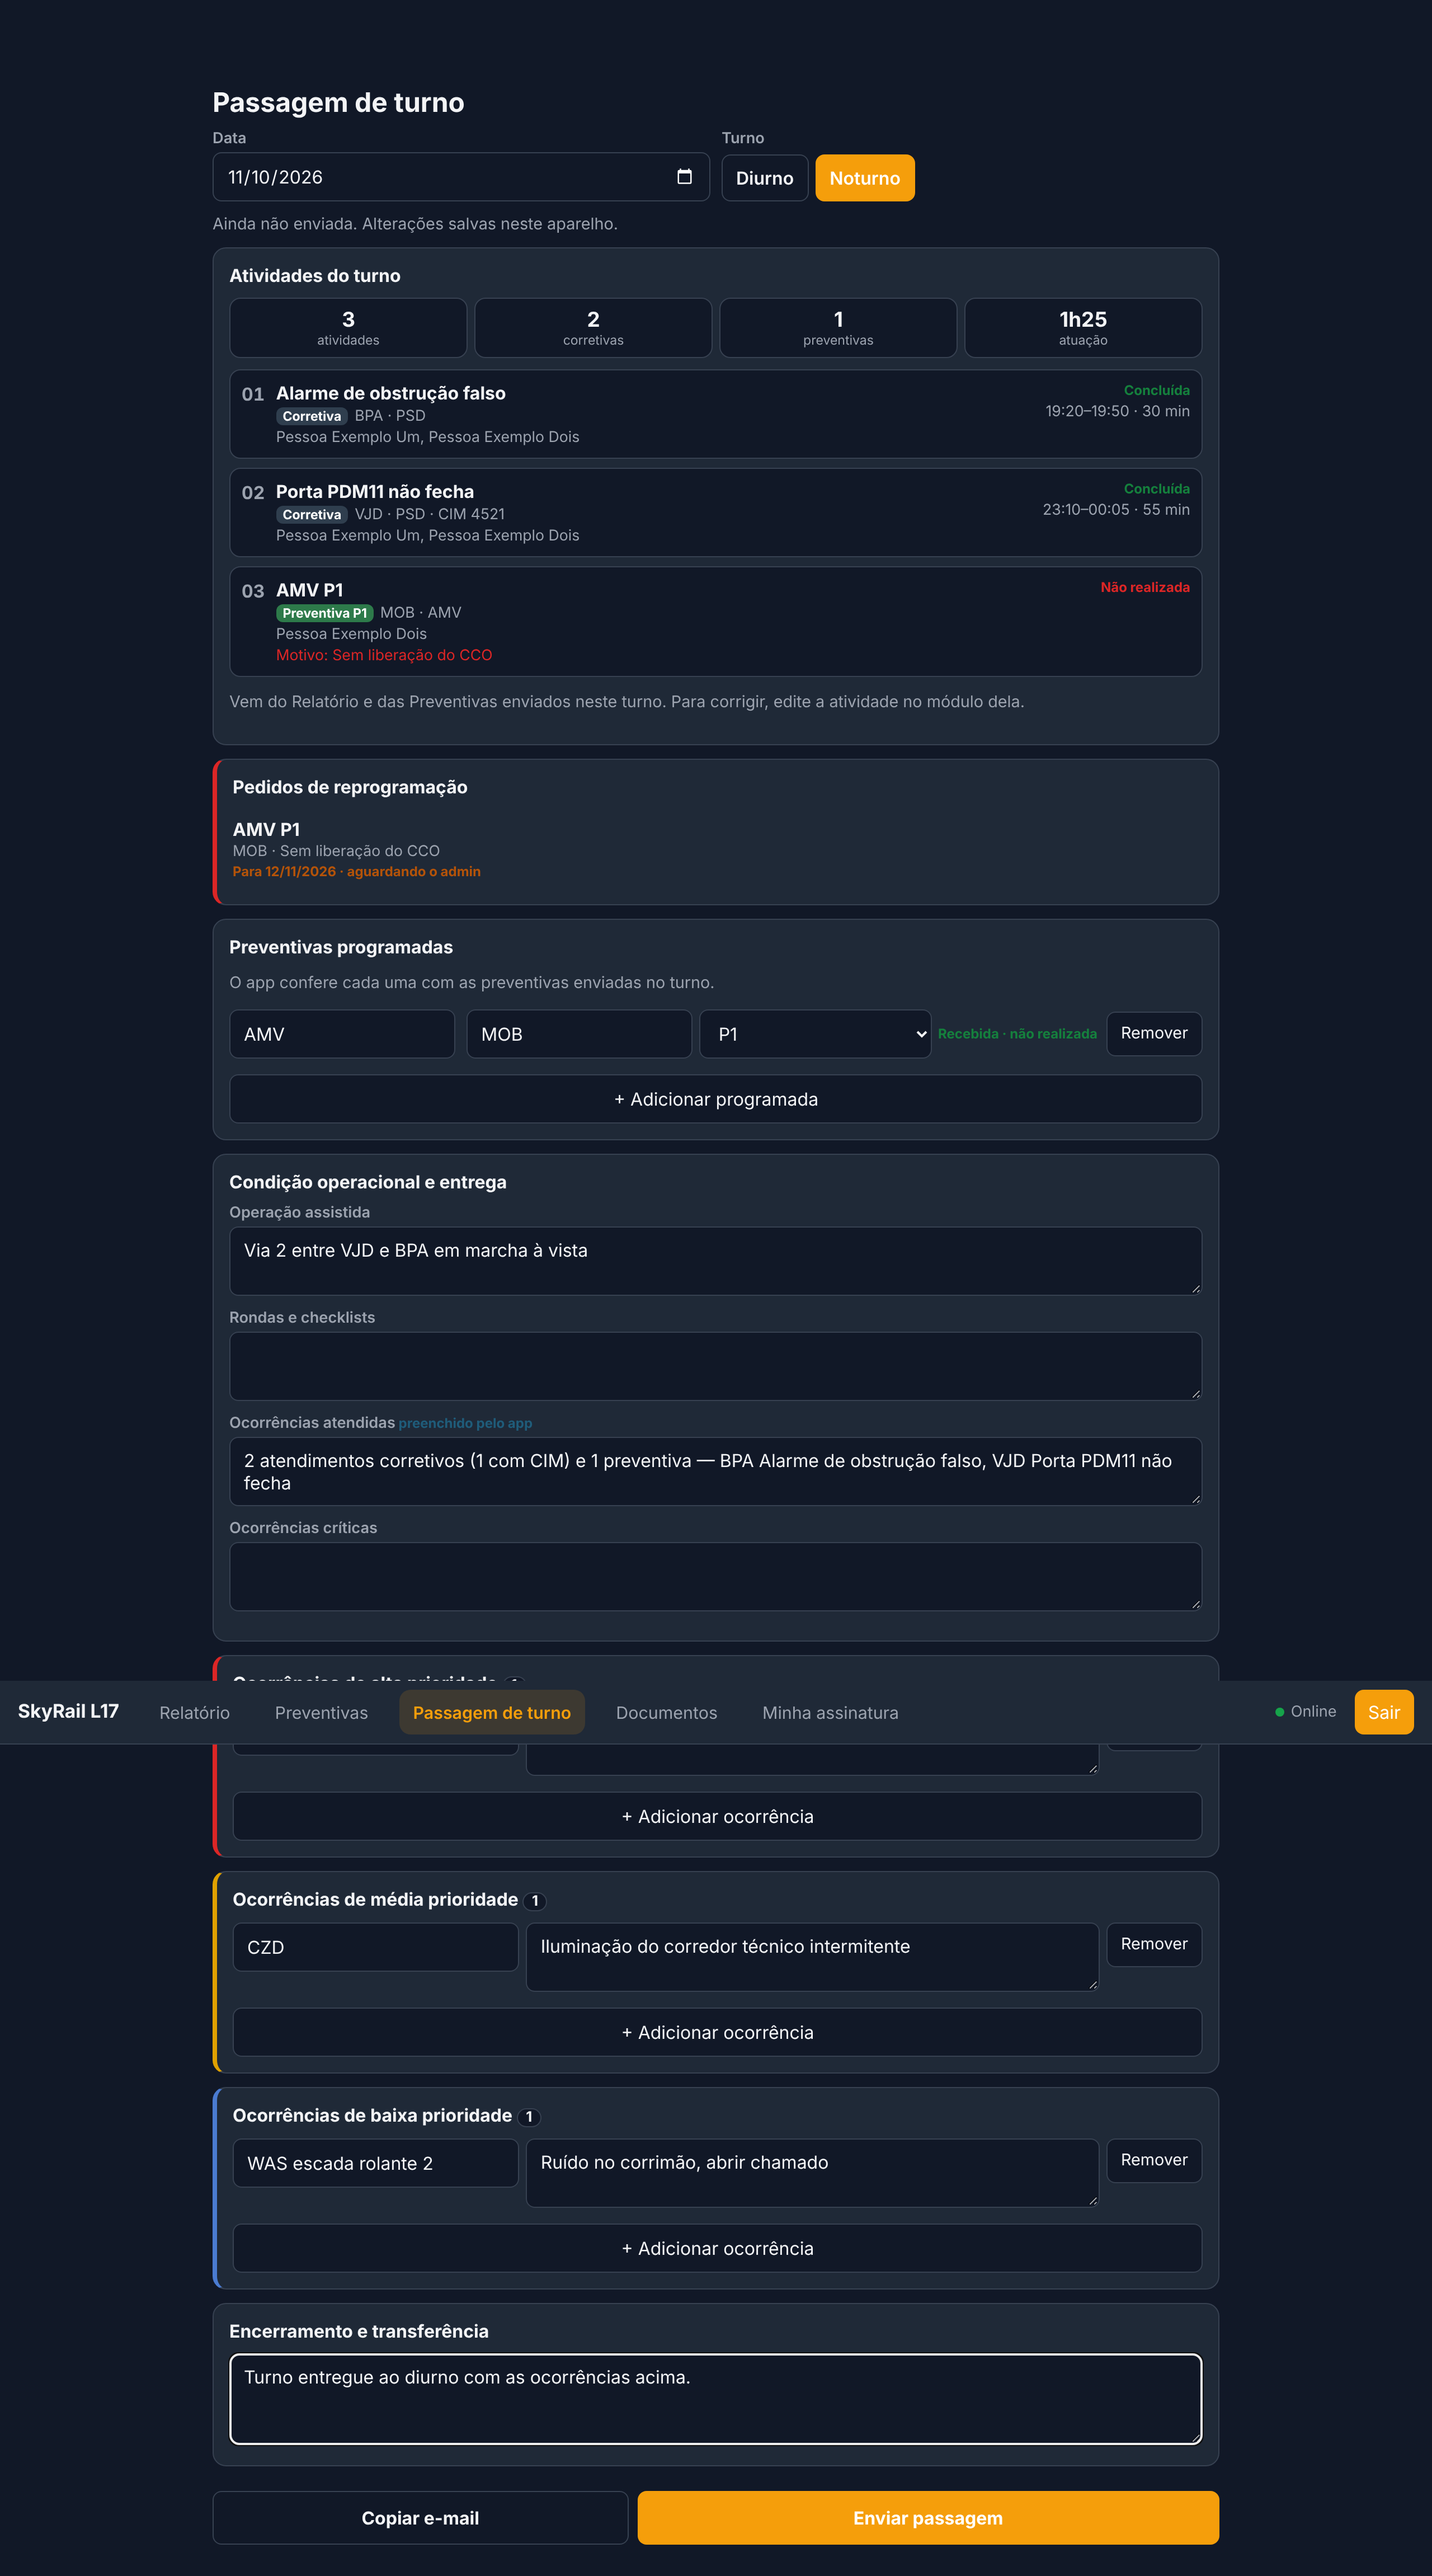 Passagem de turno
Data
Turno
11/10/2026
Diurno
Noturno
Ainda não enviada. Alterações salvas neste aparelho.
Atividades do turno
3
atividades
2
corretivas
1
preventivas
1h25
atuação
01
Alarme de obstrução falso
Concluída
Corretiva BPA · PSD
19:20–19:50 · 30 min
Pessoa Exemplo Um, Pessoa Exemplo Dois
02
Porta PDM11 não fecha
Concluída
Corretiva VJD · PSD · CIM 4521
23:10–00:05 · 55 min
Pessoa Exemplo Um, Pessoa Exemplo Dois
03
AMV P1
Não realizada
Preventiva P1 MOB · AMV
Pessoa Exemplo Dois
Motivo: Sem liberação do CCO
Vem do Relatório e das Preventivas enviados neste turno. Para corrigir, edite a atividade no módulo dela.
Pedidos de reprogramação
AMV P1
MOB · Sem liberação do CCO
Para 12/11/2026 · aguardando o admin
Preventivas programadas
O app confere cada uma com as preventivas enviadas no turno.
AMV
MOB
P1
Recebida · não realizada
Remover
+ Adicionar programada
Condição operacional e entrega
Operação assistida
Via 2 entre VJD e BPA em marcha à vista
Rondas e checklists
Ocorrências atendidas preenchido pelo app
2 atendimentos corretivos (1 com CIM) e 1 preventiva — BPA Alarme de obstrução falso, VJD Porta PDM11 não
fecha
Ocorrências críticas
SkyRail L17
Relatório
Preventivas
Passagem de turno
Documentos
Minha assinatura
Online
Sair
+ Adicionar ocorrência
Ocorrências de média prioridade 1
CZD
Iluminação do corredor técnico intermitente
Remover
+ Adicionar ocorrência
Ocorrências de baixa prioridade 1
WAS escada rolante 2
Ruído no corrimão, abrir chamado
Remover
+ Adicionar ocorrência
Encerramento e transferência
Turno entregue ao diurno com as ocorrências acima.
Copiar e-mail
Enviar passagem